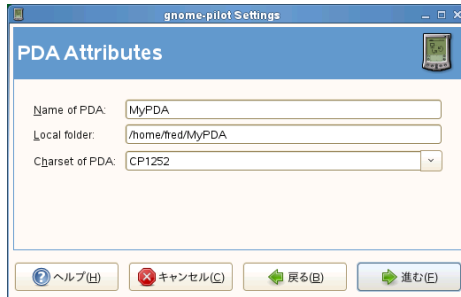 gnome-pilot Settings
PDA Attributes
Name of PDA: MyPDA
Local folder: /home/fred/MyPDA
Charset of PDA: CP1252
ヘルプ(H) キャンセル(C) 戻る(B) 進む(F)